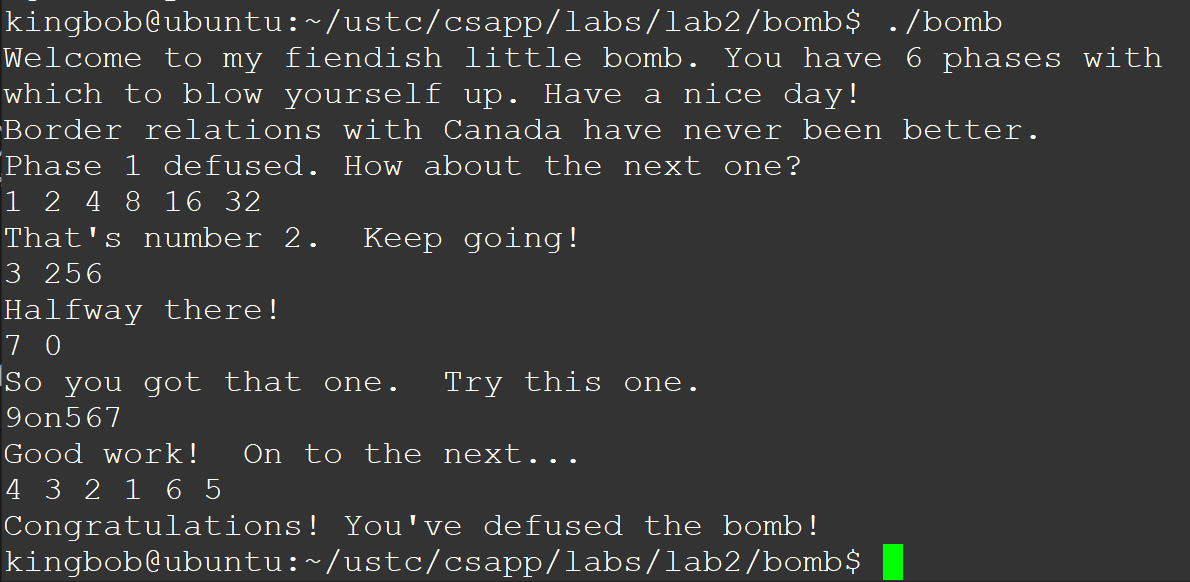 kingbob@ubuntu:~/ustc/csapp/labs/lab2/bomb$ ./bomb
Welcome to my fiendish little bomb. You have 6 phases with
which to blow yourself up. Have a nice day!
Border relations with Canada have never been better.
Phase 1 defused. How about the next one?
1 2 4 8 16 32
That's number 2.  Keep going!
3 256
Halfway there!
7 0
So you got that one.  Try this one.
9on567
Good work!  On to the next...
4 3 2 1 6 5
Congratulations! You've defused the bomb!
kingbob@ubuntu:~/ustc/csapp/labs/lab2/bomb$